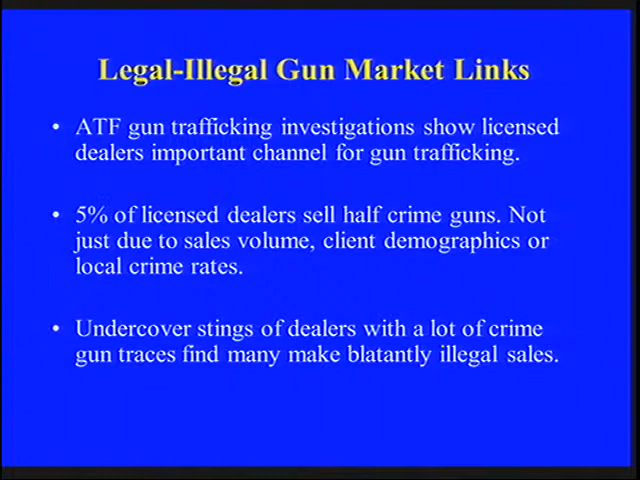 Legal-Illegal Gun Market Links
• ATF gun trafficking investigations show licensed
dealers important channel for gun trafficking.
• 5% of licensed dealers sell half crime guns. Not
just due to sales volume, client demographics or
local crime rates.
• Undercover stings of dealers with a lot of crime
gun traces find many make blatantly illegal sales.